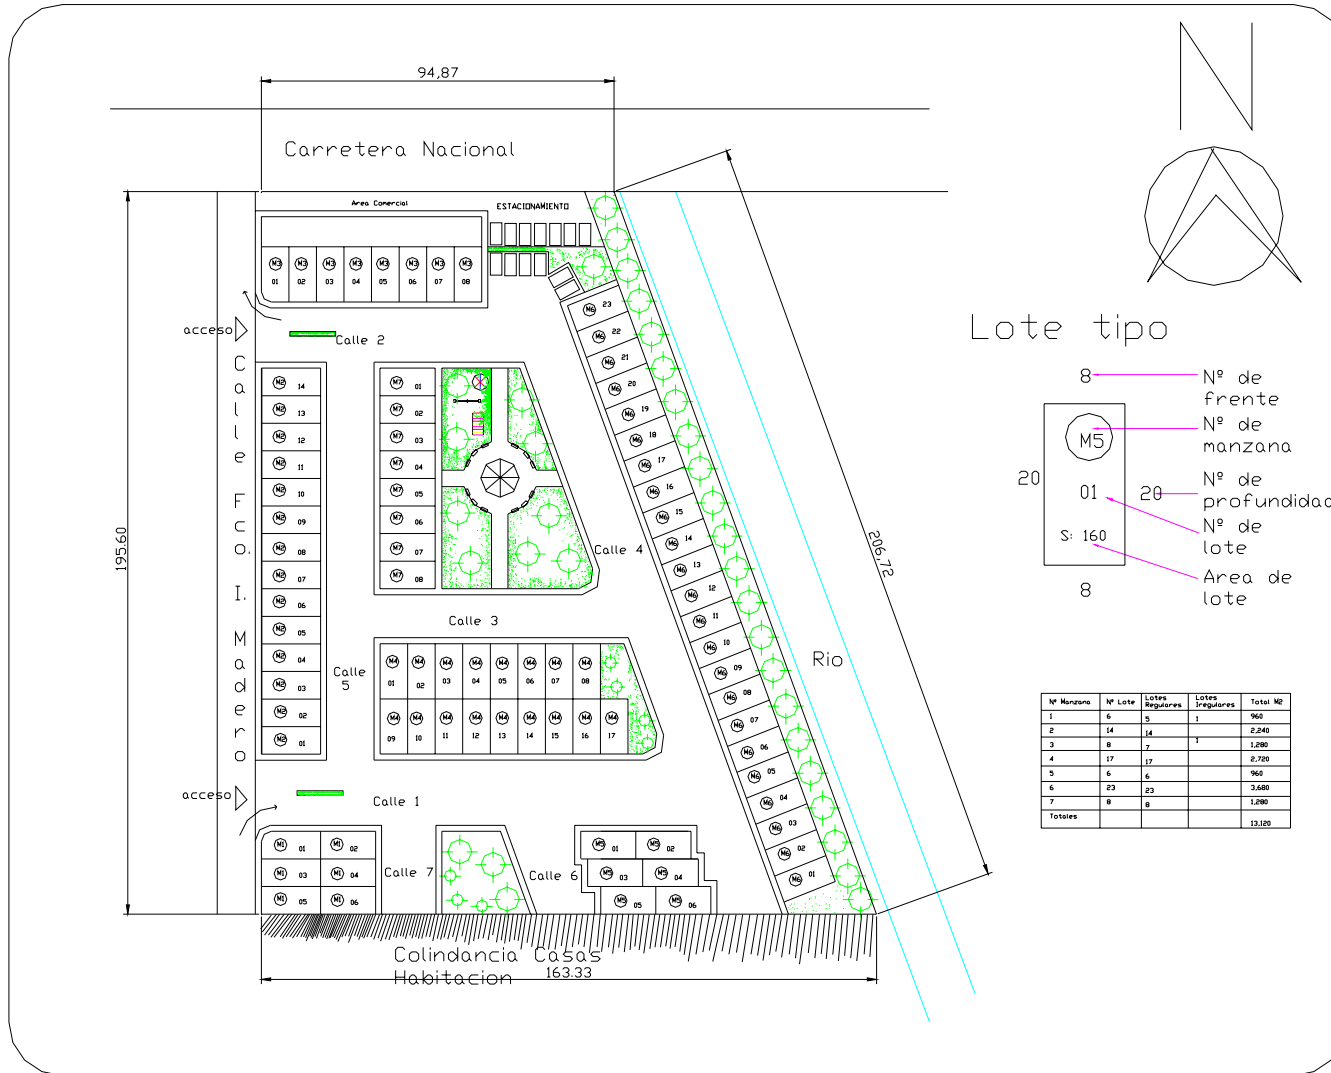 94,87
Carretera Nacional
Area Comercial
ESTACIONAMIENTO
M3 M3 M3 M3 M3 M3 M3 M3
01 02 03 04 05 06 07 08
acceso
Calle 2
Calle Fco. I. Madero
195.60
M2 14
M2 13
M2 12
M2 11
M2 10
M2 09
M2 08
M2 07
M2 06
M2 05
M2 04
M2 03
M2 02
M2 01
M7 01
M7 02
M7 03
M7 04
M7 05
M7 06
M7 07
M7 08
M6 23
M6 22
M6 21
M6 20
M6 19
M6 18
M6 17
M6 16
M6 15
M6 14
M6 13
M6 12
M6 11
M6 10
M6 09
M6 08
M6 07
M6 06
M6 05
M6 04
M6 03
M6 02
M6 01
206,72
Rio
Calle 4
Calle 3
Calle
5
M4 M4 M4 M4 M4 M4 M4 M4
01 02 03 04 05 06 07 08
M4 M4 M4 M4 M4 M4 M4 M4 M4
09 10 11 12 13 14 15 16 17
acceso
Calle 1
M1 01 M1 02
M1 03 M1 04
M1 05 M1 06
Calle 7
Calle 6
M5 01 M5 02
M5 03 M5 04
M5 05 M5 06
Colindancia Casas
Habitacion
163.33
N
Lote tipo
8
Nº de
frente
M5
Nº de
manzana
20
01
20
Nº de
profundidad
Nº de
lote
S: 160
Area de
lote
8
Nº Manzana Nº Lote Lotes Regulares Lotes Iregulares Total M2
1 6 5 1 960
2 14 14 2,240
3 8 7 1 1,280
4 17 17 2,720
5 6 6 960
6 23 23 3,680
7 8 8 1,280
Totales 13,120